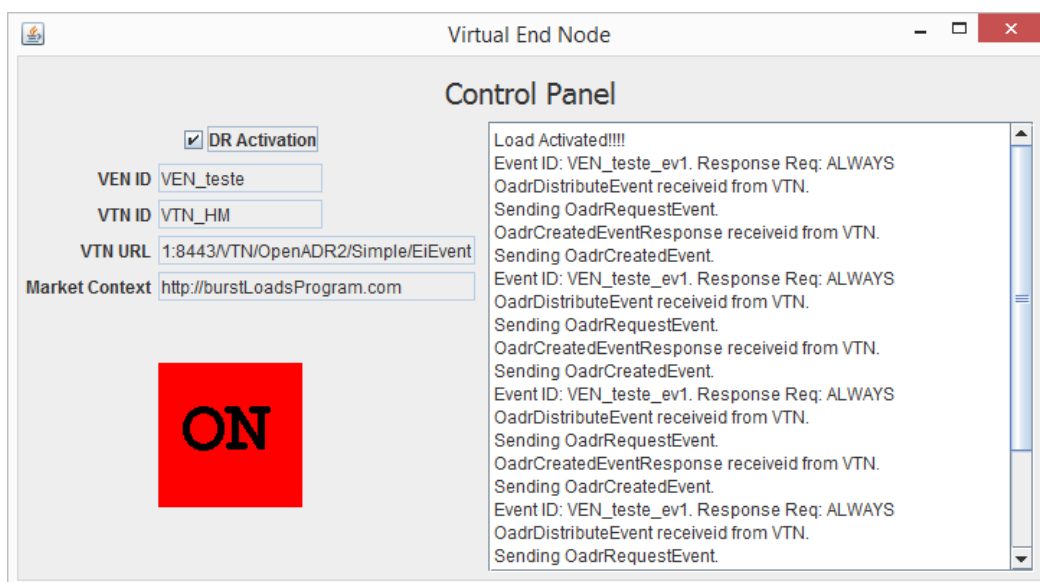 Virtual End Node
Control Panel
DR Activation
VEN ID VEN_teste
VTN ID VTN_HM
VTN URL 1:8443/VTN/OpenADR2/Simple/EiEvent
Market Context http://burstLoadsProgram.com
ON
Load Activated!!!!
Event ID: VEN_teste_ev1. Response Req: ALWAYS
OadrDistributeEvent receiveid from VTN.
Sending OadrRequestEvent.
OadrCreatedEventResponse receiveid from VTN.
Sending OadrCreatedEvent.
Event ID: VEN_teste_ev1. Response Req: ALWAYS
OadrDistributeEvent receiveid from VTN.
Sending OadrRequestEvent.
OadrCreatedEventResponse receiveid from VTN.
Sending OadrCreatedEvent.
Event ID: VEN_teste_ev1. Response Req: ALWAYS
OadrDistributeEvent receiveid from VTN.
Sending OadrRequestEvent.
OadrCreatedEventResponse receiveid from VTN.
Sending OadrCreatedEvent.
Event ID: VEN_teste_ev1. Response Req: ALWAYS
OadrDistributeEvent receiveid from VTN.
Sending OadrRequestEvent.